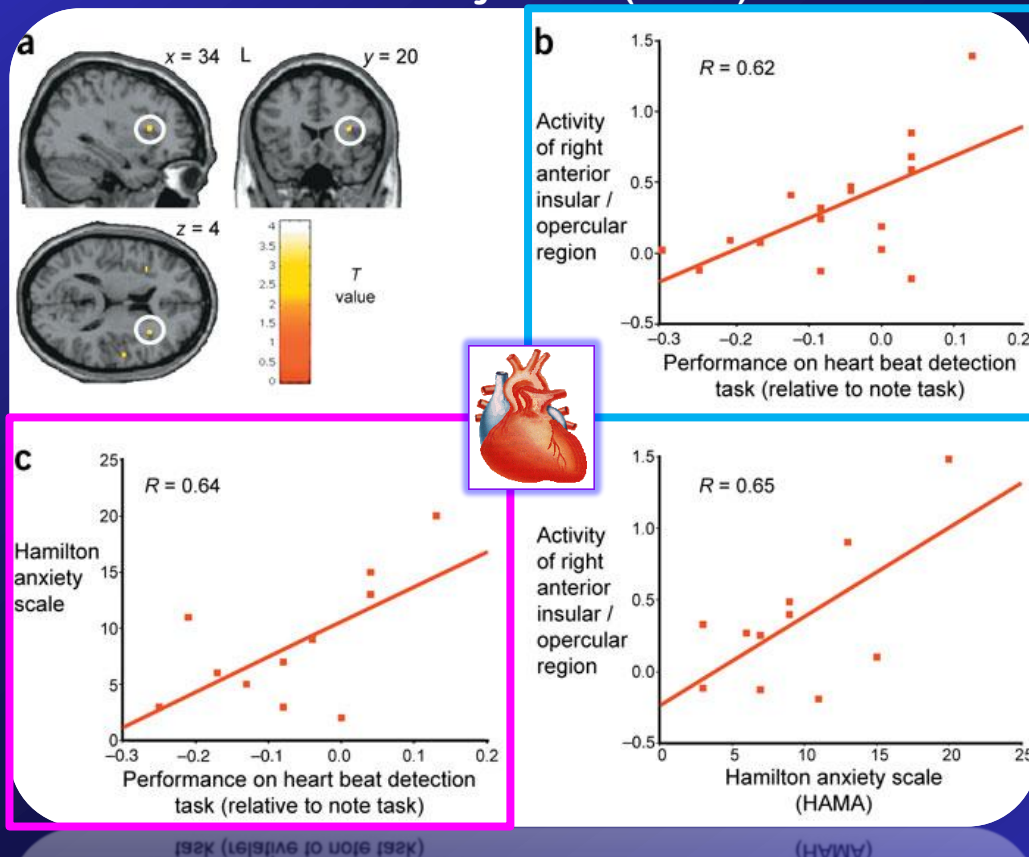 a
x = 34
L
y = 20
z = 4
4
3.5
3
2.5
2
1.5
1
0.5
0
T
value
b
R = 0.62
Activity
of right
anterior
insular /
opercular
region
1.5
1.0
0.5
0.0
–0.5
–0.3 –0.2 –0.1 0.0 0.1 0.2
Performance on heart beat detection
task (relative to note task)
c
R = 0.64
Hamilton
anxiety
scale
25
20
15
10
5
0
–0.3 –0.2 –0.1 0.0 0.1 0.2
Performance on heart beat detection
task (relative to note task)
R = 0.65
Activity
of right
anterior
insular /
opercular
region
1.5
1.0
0.5
0.0
–0.5
0 5 10 15 20 25
Hamilton anxiety scale
(HAMA)